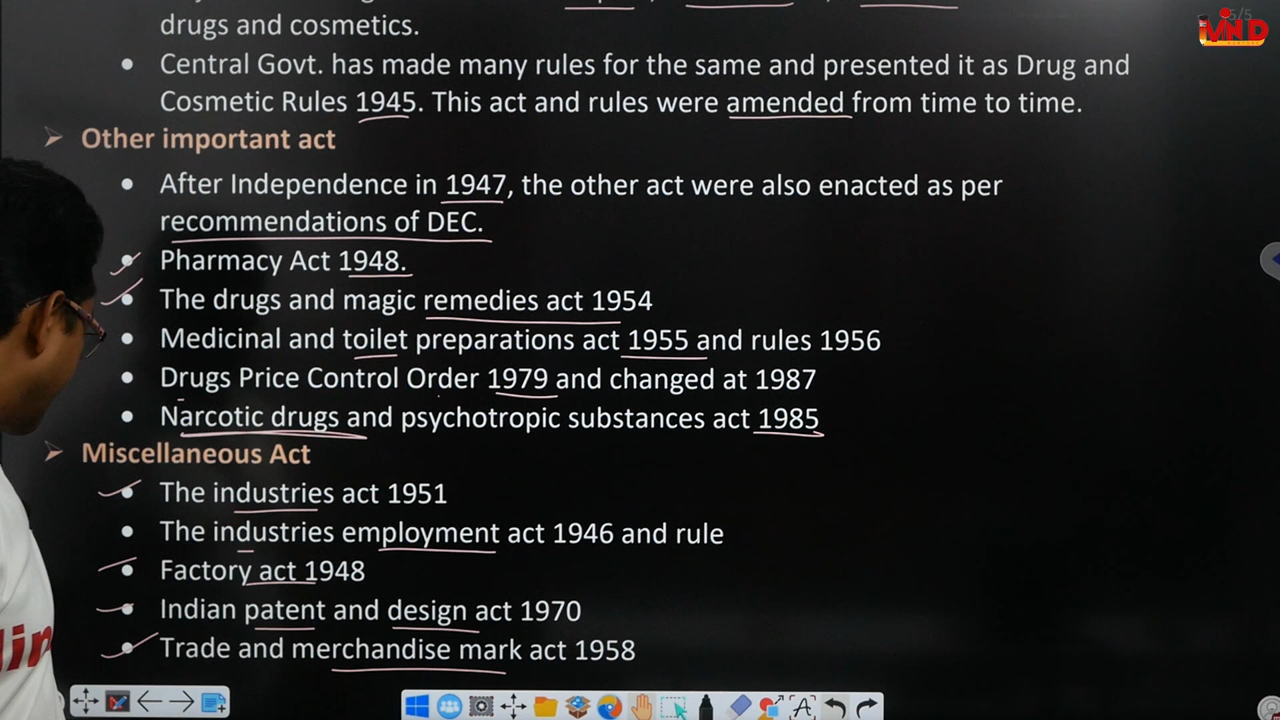 5/5
MIND
drugs and cosmetics.
• Central Govt. has made many rules for the same and presented it as Drug and
Cosmetic Rules 1945. This act and rules were amended from time to time.
➢ Other important act
• After Independence in 1947, the other act were also enacted as per
recommendations of DEC.
• Pharmacy Act 1948.
• The drugs and magic remedies act 1954
• Medicinal and toilet preparations act 1955 and rules 1956
• Drugs Price Control Order 1979 and changed at 1987
• Narcotic drugs and psychotropic substances act 1985
➢ Miscellaneous Act
• The industries act 1951
• The industries employment act 1946 and rule
• Factory act 1948
• Indian patent and design act 1970
• Trade and merchandise mark act 1958
lin